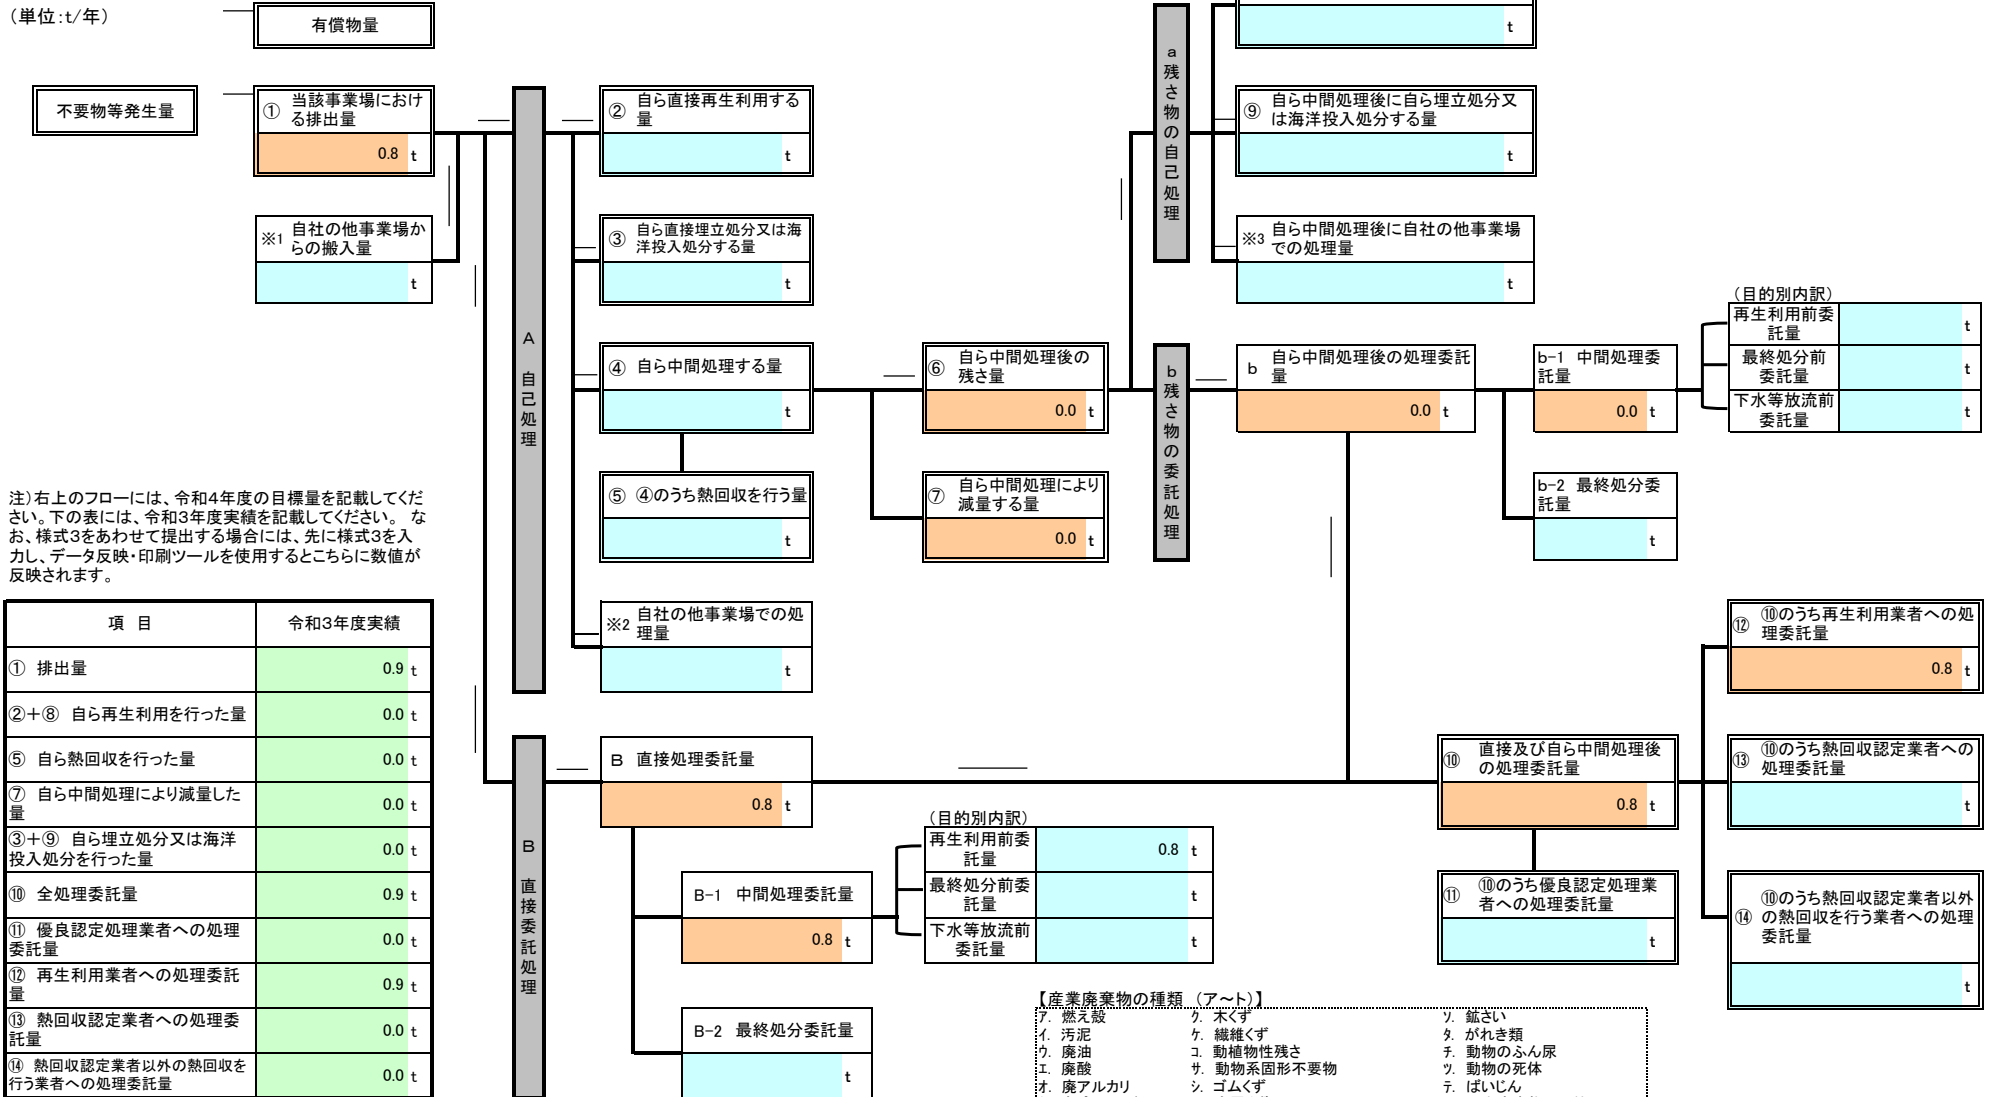 （単位:t/年）
有償物量
不要物等発生量
① 当該事業場におけ
る排出量
0.8 t
※1 自社の他事業場か
らの搬入量
t
A 自己処理
② 自ら直接再生利用する
量
t
③ 自ら直接埋立処分又は海
洋投入処分する量
t
④ 自ら中間処理する量
t
⑤ ④のうち熱回収を行う量
t
※2 自社の他事業場での処
理量
t
⑥ 自ら中間処理後の
残さ量
0.0 t
⑦ 自ら中間処理により
減量する量
0.0 t
a 残さ物の自己処理
t
⑨ 自ら中間処理後に自ら埋立処分又
は海洋投入処分する量
t
※3 自ら中間処理後に自社の他事業場
での処理量
t
b 残さ物の委託処理
b 自ら中間処理後の処理委託
量
0.0 t
b-1 中間処理委
託量
0.0 t
b-2 最終処分委
託量
t
（目的別内訳）
再生利用前委
託量
t
最終処分前
委託量
t
下水等放流前
委託量
t
注）右上のフローには、令和4年度の目標量を記載してくだ
さい。下の表には、令和3年度実績を記載してください。 な
お、様式3をあわせて提出する場合には、先に様式3を入
力し、データ反映・印刷ツールを使用するとこちらに数値が
反映されます。
項 目 令和3年度実績
① 排出量 0.9 t
②＋⑧ 自ら再生利用を行った量 0.0 t
⑤ 自ら熱回収を行った量 0.0 t
⑦ 自ら中間処理により減量した
量 0.0 t
③＋⑨ 自ら埋立処分又は海洋
投入処分を行った量 0.0 t
⑩ 全処理委託量 0.9 t
⑪ 優良認定処理業者への処理
委託量 0.0 t
⑫ 再生利用業者への処理委託
量 0.9 t
⑬ 熱回収認定業者への処理委
託量 0.0 t
⑭ 熱回収認定業者以外の熱回収を
行う業者への処理委託量 0.0 t
B 直接委託処理
B 直接処理委託量
0.8 t
B-1 中間処理委託量
0.8 t
B-2 最終処分委託量
t
（目的別内訳）
再生利用前委
託量
0.8 t
最終処分前委
託量
t
下水等放流前
委託量
t
⑩ 直接及び自ら中間処理後
の処理委託量
0.8 t
⑪ ⑩のうち優良認定処理業
者への処理委託量
t
⑫ ⑩のうち再生利用業者への処
理委託量
0.8 t
⑬ ⑩のうち熱回収認定業者への
処理委託量
t
⑭ ⑩のうち熱回収認定業者以外
の熱回収を行う業者への処理
委託量
t
【産業廃棄物の種類 （ア～ト）】
ア. 燃え殻 ク. 木くず ソ. 鉱さい
イ. 汚泥 ケ. 繊維くず タ. がれき類
ウ. 廃油 コ. 動植物性残さ チ. 動物のふん尿
エ. 廃酸 サ. 動物系固形不要物 ツ. 動物の死体
オ. 廃アルカリ シ. ゴムくず テ. ばいじん